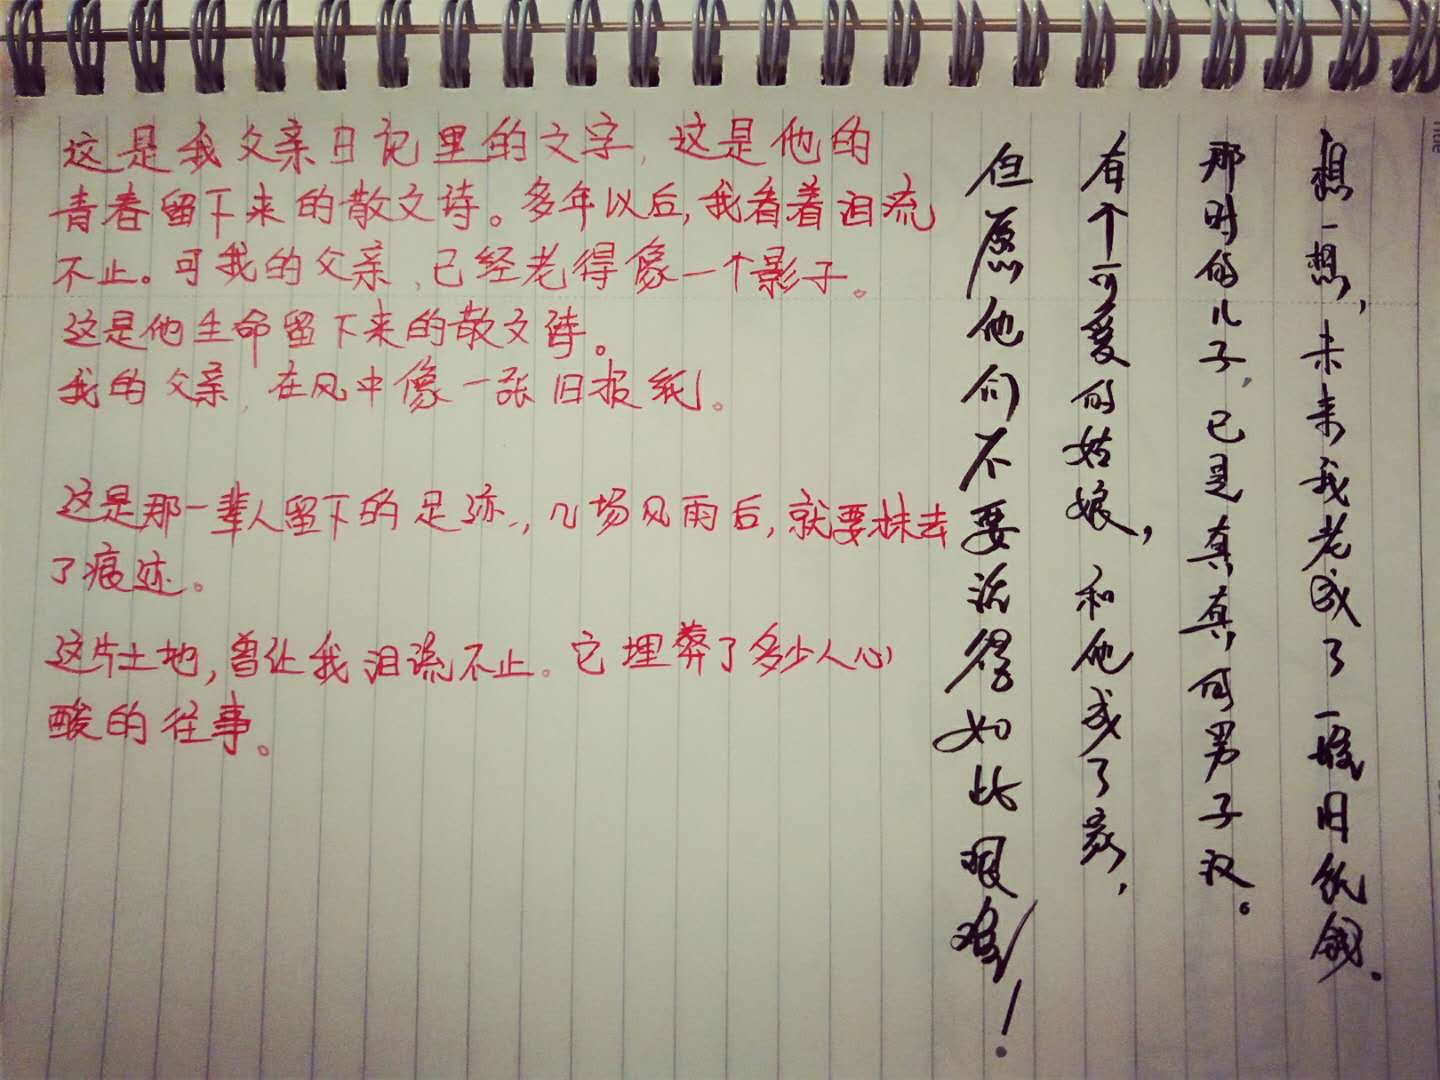 这是我父亲日记里的文字，这是他的
青春留下来的散文诗。多年以后，我看着泪流
不止。可我的父亲，已经老得像一个影子。
这是他生命留下来的散文诗。
我的父亲，在风中像一张旧报纸。
这是那一辈人留下的足迹，几场风雨后，就要抹去
了痕迹。
这片土地，曾让我泪流不止。它埋葬了多少人心
酸的往事。
想一想，未来我老成了一段旧纸钱。
那时的儿子，已是真真何男子汉。
有个可爱的姑娘，和他成了家，
但愿他们不要活得如此艰难！